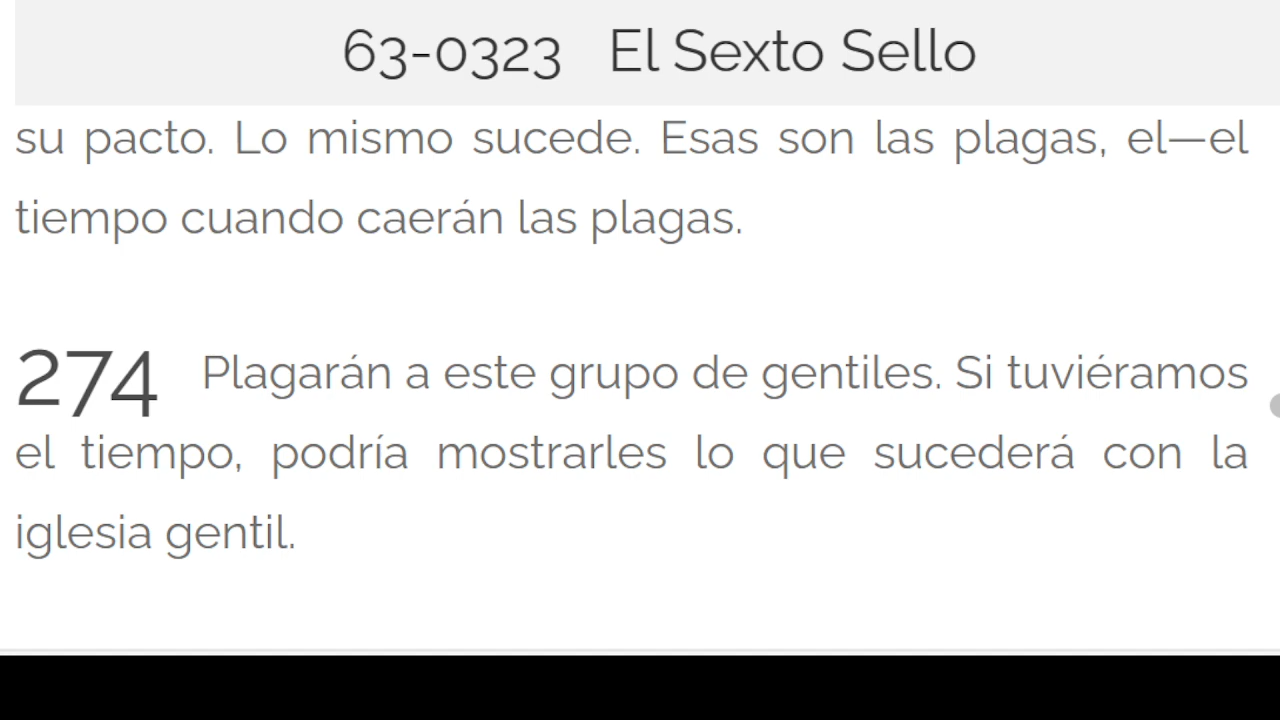 63-0323 El Sexto Sello
su pacto. Lo mismo sucede. Esas son las plagas, el—el
tiempo cuando caerán las plagas.
274 Plagarán a este grupo de gentiles. Si tuviéramos
el tiempo, podría mostrarles lo que sucederá con la
iglesia gentil.